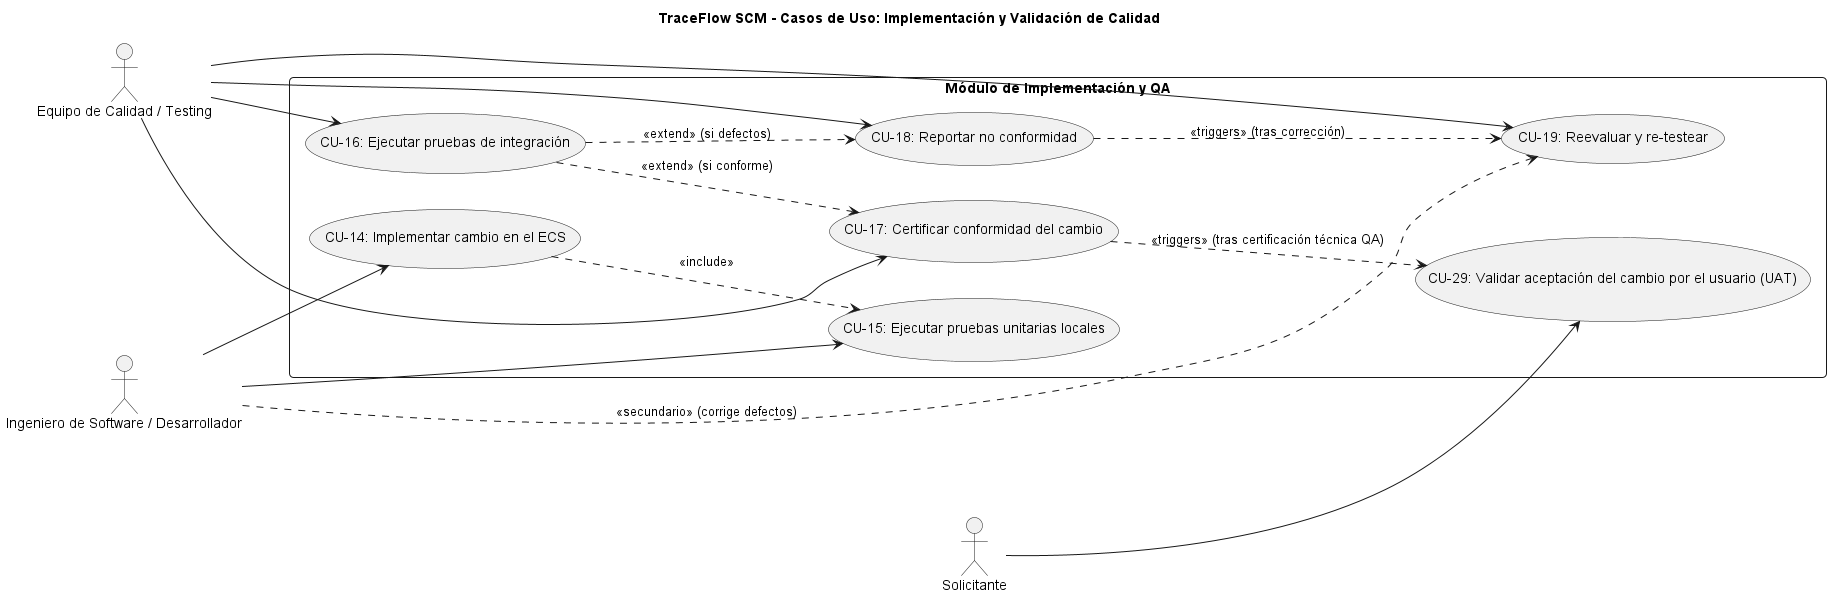 TraceFlow SCM - Casos de Uso: Implementación y Validación de Calidad
Módulo de Implementación y QA
Equipo de Calidad / Testing
CU-16: Ejecutar pruebas de integración
«extend» (si defectos)
CU-18: Reportar no conformidad
«triggers» (tras corrección)
CU-19: Reevaluar y re-testear
«extend» (si conforme)
CU-14: Implementar cambio en el ECS
CU-17: Certificar conformidad del cambio
«triggers» (tras certificación técnica QA)
«include»
CU-29: Validar aceptación del cambio por el usuario (UAT)
CU-15: Ejecutar pruebas unitarias locales
Ingeniero de Software / Desarrollador
«secundario» (corrige defectos)
Solicitante